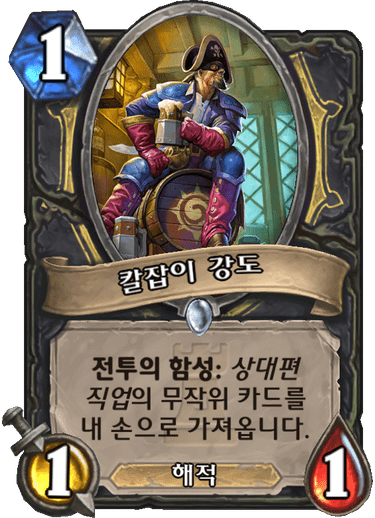 1
칼잡이 강도
전투의 함성: 상대편
직업의 무작위 카드를
내 손으로 가져옵니다.
1
해적
1